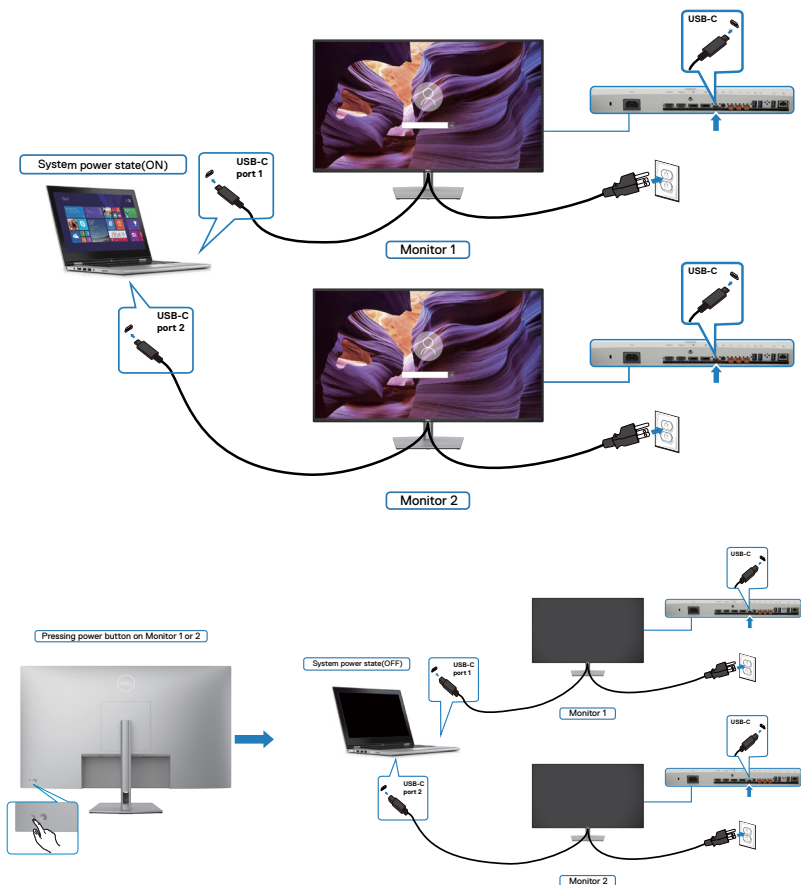 USB-C
System power state(ON)
USB-C
port 1
Monitor 1
USB-C
USB-C
port 2
Monitor 2
USB-C
Pressing power button on Monitor 1 or 2
DELL
System power state(OFF)
USB-C
port 1
Monitor 1
USB-C
USB-C
port 2
Monitor 2